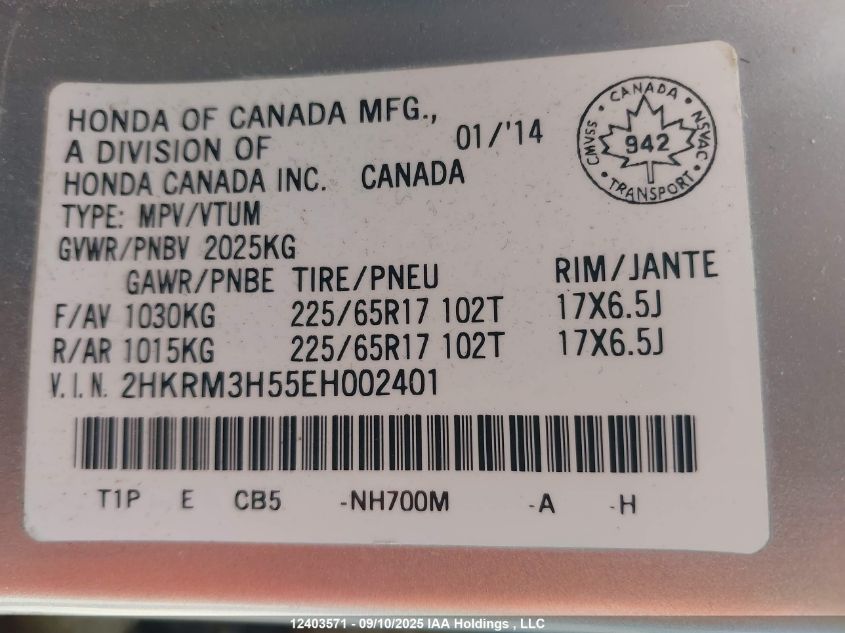 HONDA OF CANADA MFG.,
A DIVISION OF
HONDA CANADA INC. CANADA
01/'14
CANADA
CMVSS
942
NSVAC
TRANSPORT
TYPE: MPV/VTUM
GVWR/PNBV 2025KG
GAWR/PNBE TIRE/PNEU RIM/JANTE
F/AV 1030KG 225/65R17 102T 17X6.5J
R/AR 1015KG 225/65R17 102T 17X6.5J
V.I.N. 2HKRM3H55EH002401
T1P E CB5 -NH700M -A -H
12403571 - 09/10/2025 IAA Holdings , LLC